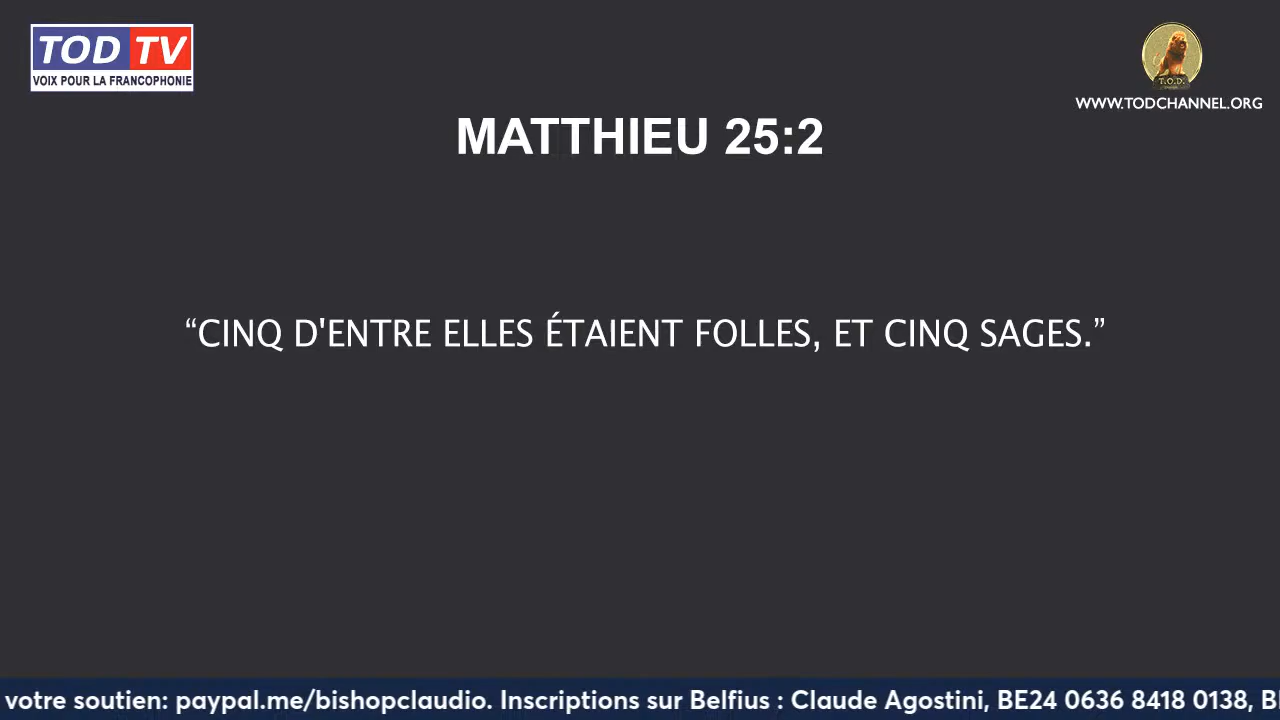 TOD TV
VOIX POUR LA FRANCOPHONIE
T.O.D.
WWW.TODCHANNEL.ORG
MATTHIEU 25:2
“CINQ D'ENTRE ELLES ÉTAIENT FOLLES, ET CINQ SAGES.”
votre soutien: paypal.me/bishopclaudio. Inscriptions sur Belfius : Claude Agostini, BE24 0636 8418 0138,